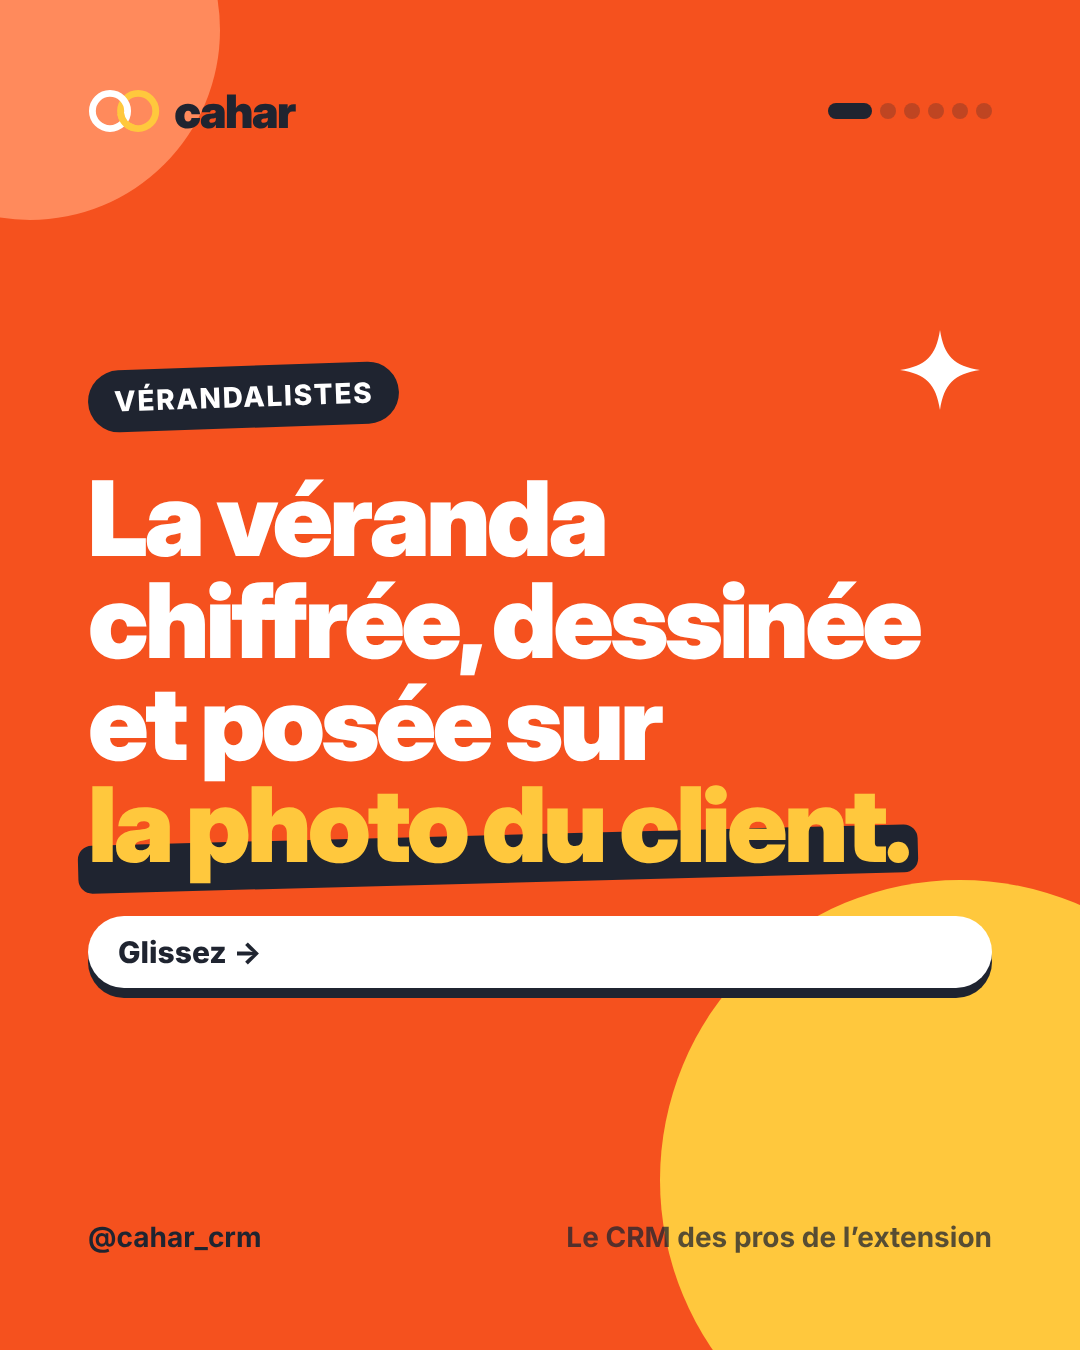 cahar
VÉRANDALISTES
La véranda
chiffrée, dessinée
et posée sur
la photo du client.
Glissez →
@cahar_crm
Le CRM des pros de l’extension